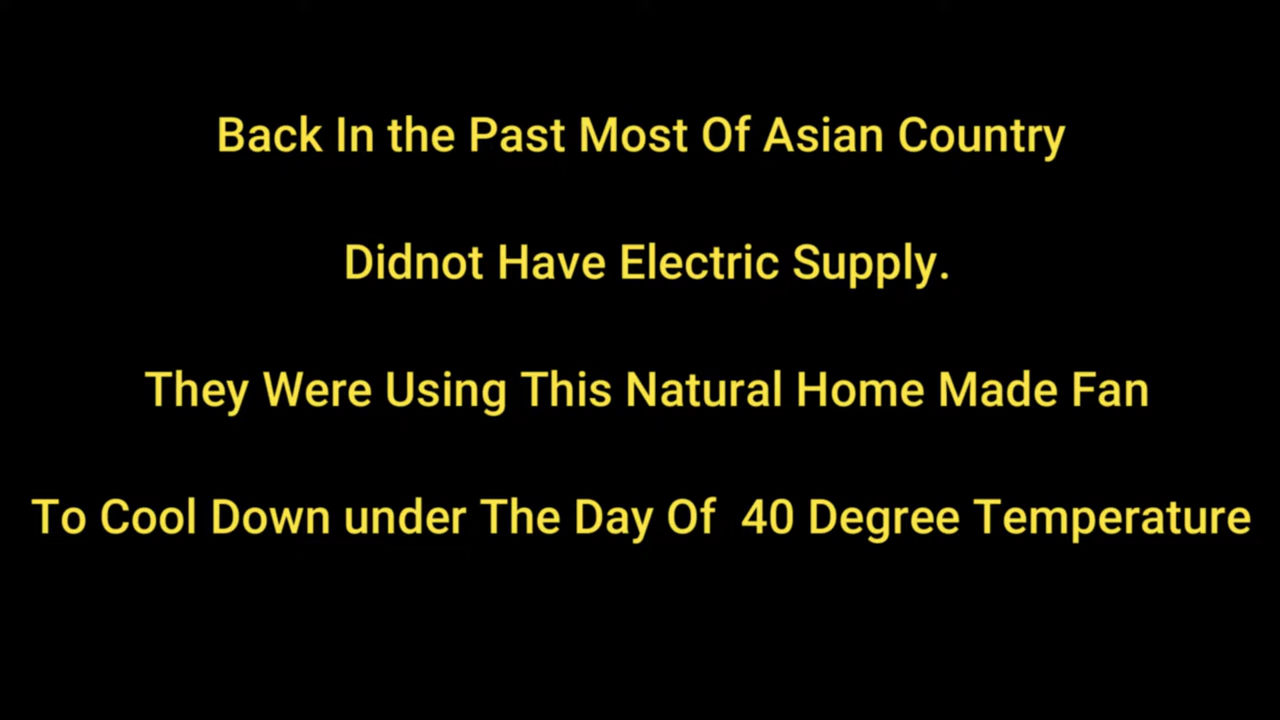 Back In the Past Most Of Asian Country
Didnot Have Electric Supply.
They Were Using This Natural Home Made Fan
To Cool Down under The Day Of  40 Degree Temperature